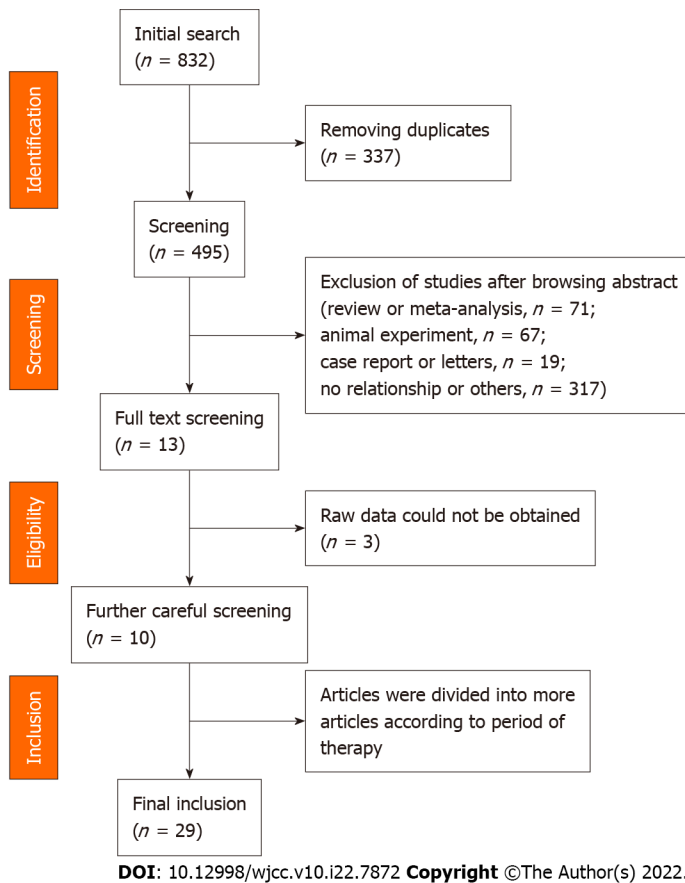 Initial search
(n = 832)
Identification
Removing duplicates
(n = 337)
Screening
(n = 495)
Screening
Exclusion of studies after browsing abstract
(review or meta-analysis, n = 71;
animal experiment, n = 67;
case report or letters, n = 19;
no relationship or others, n = 317)
Full text screening
(n = 13)
Eligibility
Raw data could not be obtained
(n = 3)
Further careful screening
(n = 10)
Inclusion
Articles were divided into more
articles according to period of
therapy
Final inclusion
(n = 29)
DOI: 10.12998/wjcc.v10.i22.7872 Copyright ©The Author(s) 2022.